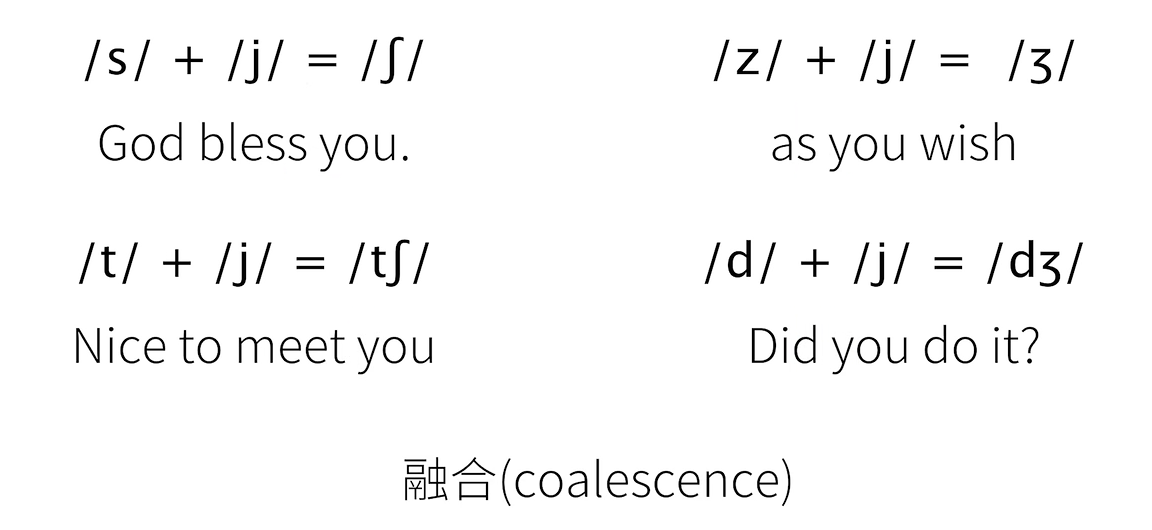 /s/ + /j/ = /ʃ/
/z/ + /j/ = /ʒ/
God bless you.
as you wish
/t/ + /j/ = /tʃ/
/d/ + /j/ = /dʒ/
Nice to meet you
Did you do it?
融合(coalescence)